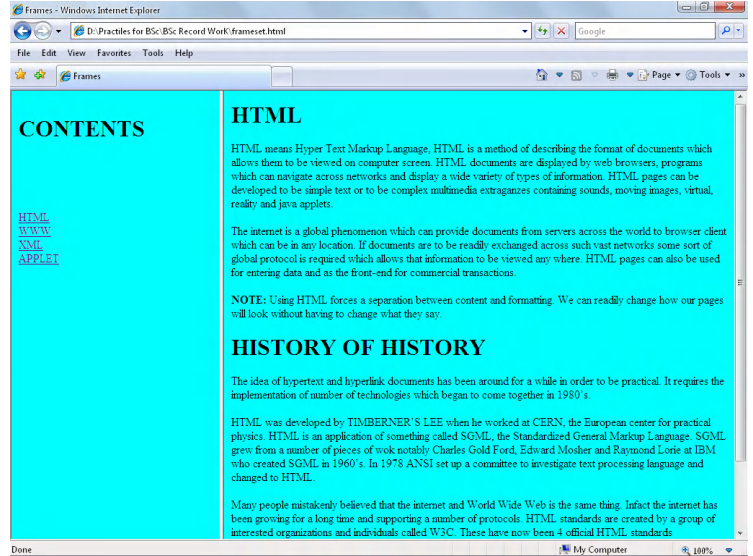 Frames - Windows Internet Explorer
D:\Practiles for BSc\BSc Record WorK\frameset.html
Google
File Edit View Favorites Tools Help
Frames
Page Tools
CONTENTS
HTML
WWW
XML
APPLET
HTML
HTML means Hyper Text Markup Language, HTML is a method of describing the format of documents which
allows them to be viewed on computer screen. HTML documents are displayed by web browsers, programs
which can navigate across networks and display a wide variety of types of information. HTML pages can be
developed to be simple text or to be complex multimedia extraganzes containing sounds, moving images, virtual,
reality and java applets.
The internet is a global phenomenon which can provide documents from servers across the world to browser client
which can be in any location. If documents are to be readily exchanged across such vast networks some sort of
global protocol is required which allows that information to be viewed any where. HTML pages can also be used
for entering data and as the front-end for commercial transactions.
NOTE: Using HTML forces a separation between content and formatting. We can readily change how our pages
will look without having to change what they say.
HISTORY OF HISTORY
The idea of hypertext and hyperlink documents has been around for a while in order to be practical. It requires the
implementation of number of technologies which began to come together in 1980's.
HTML was developed by TIMBERNER'S LEE when he worked at CERN, the European center for practical
physics. HTML is an application of something called SGML, the Standardized General Markup Language. SGML
grew from a number of pieces of wok notably Charles Gold Ford, Edward Mosher and Raymond Lorie at IBM
who created SGML in 1960's. In 1978 ANSI set up a committee to investigate text processing language and
changed to HTML.
Many people mistakenly believed that the internet and World Wide Web is the same thing. Infact the internet has
been growing for a long time and supporting a number of protocols. HTML standards are created by a group of
interested organizations and individuals called W3C. These have now been 4 official HTML standards
Done
My Computer
100%